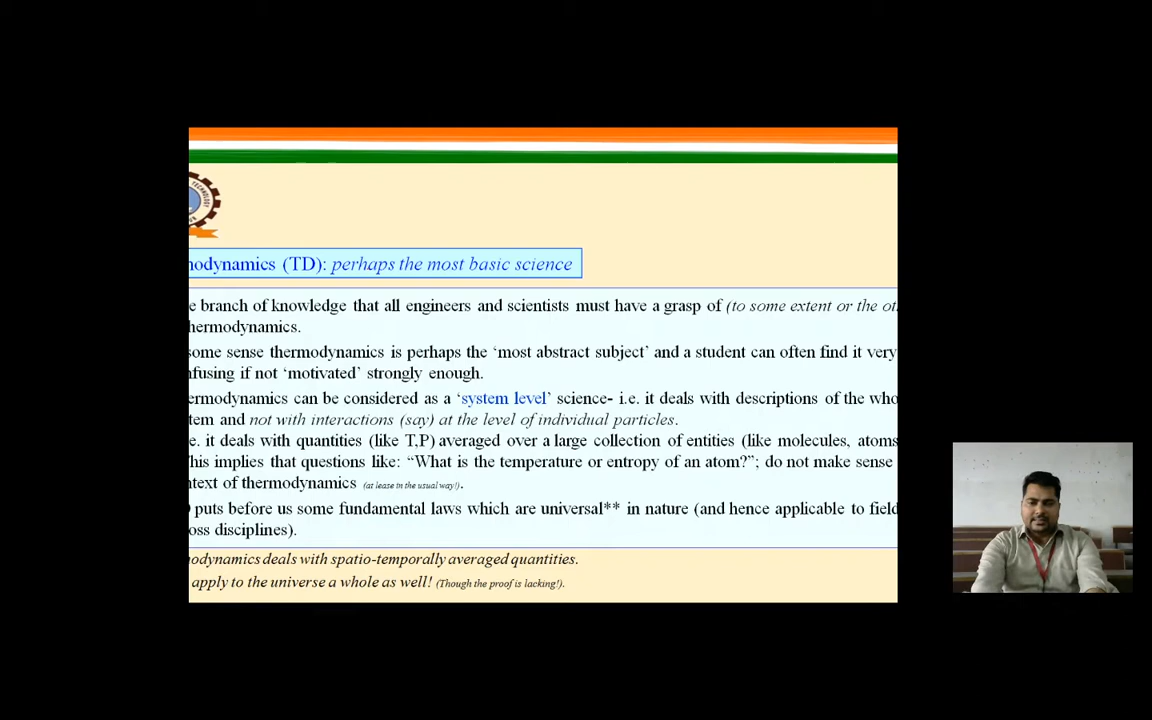 TECHNOLOGY
nodynamics (TD): perhaps the most basic science
e branch of knowledge that all engineers and scientists must have a grasp of (to some extent or the ot
hermodynamics.
some sense thermodynamics is perhaps the ‘most abstract subject’ and a student can often find it very
nfusing if not ‘motivated’ strongly enough.
ermodynamics can be considered as a ‘system level’ science- i.e. it deals with descriptions of the who
tem and not with interactions (say) at the level of individual particles.
e. it deals with quantities (like T,P) averaged over a large collection of entities (like molecules, atoms
This implies that questions like: “What is the temperature or entropy of an atom?”; do not make sense
ntext of thermodynamics (at lease in the usual way!).
puts before us some fundamental laws which are universal** in nature (and hence applicable to field
oss disciplines).
nodynamics deals with spatio-temporally averaged quantities.
apply to the universe a whole as well! (Though the proof is lacking!).